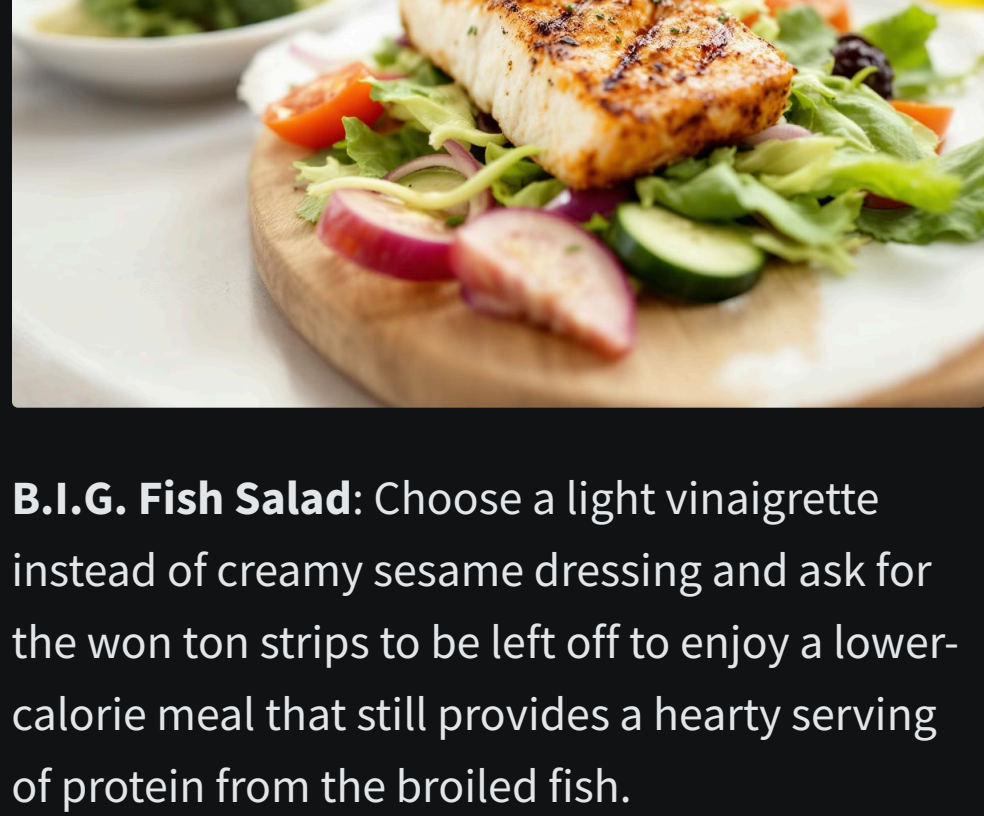 B.I.G. Fish Salad: Choose a light vinaigrette
instead of creamy sesame dressing and ask for
the won ton strips to be left off to enjoy a lower-
calorie meal that still provides a hearty serving
of protein from the broiled fish.